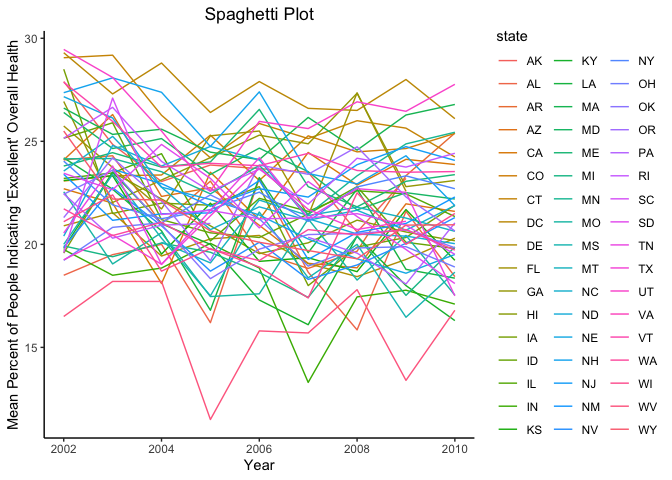 Spaghetti Plot
Mean Percent of People Indicating 'Excellent' Overall Health
30
25
20
15
2002
2004
2006
2008
2010
Year
state
AK
AL
AR
AZ
CA
CO
CT
DC
DE
FL
GA
HI
IA
ID
IL
IN
KS
KY
LA
MA
MD
ME
MI
MN
MO
MS
MT
NC
ND
NE
NH
NJ
NM
NV
NY
OH
OK
OR
PA
RI
SC
SD
TN
TX
UT
VA
VT
WA
WI
WV
WY